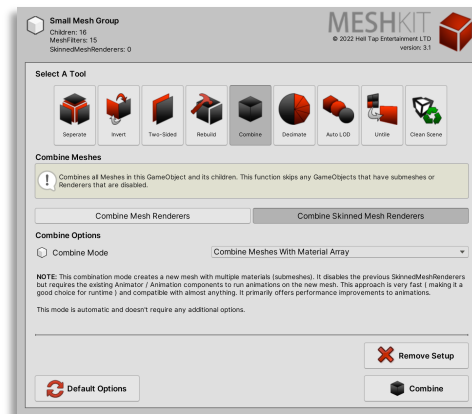 Small Mesh Group
Children: 16
MeshFilters: 15
SkinnedMeshRenderers: 0
MESHKIT
© 2022 Hell Tap Entertainment LTD
version: 3.1
Select A Tool
Seperate
Invert
Two-Sided
Rebuild
Combine
Decimate
Auto LOD
Untile
Clean Scene
Combine Meshes
Combines all Meshes in this GameObject and its children. This function skips any GameObjects that have submeshes or
Renderers that are disabled.
Combine Mesh Renderers
Combine Skinned Mesh Renderers
Combine Options
Combine Mode
Combine Meshes With Material Array
NOTE: This combination mode creates a new mesh with multiple materials (submeshes). It disables the previous SkinnedMeshRenderers
but requires the existing Animator / Animation components to run animations on the new mesh. This approach is very fast ( making it a
good choice for runtime ) and compatible with almost anything. It primarily offers performance improvements to animations.
This mode is automatic and doesn't require any additional options.
Remove Setup
Default Options
Combine